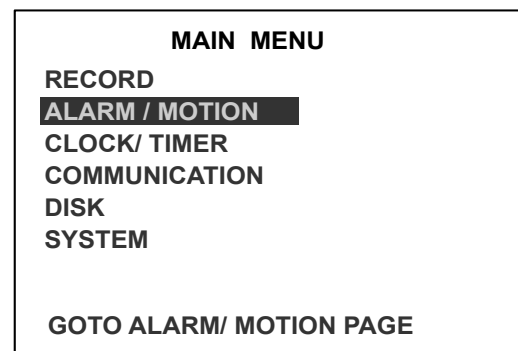 MAIN MENU
RECORD
ALARM / MOTION
CLOCK/ TIMER
COMMUNICATION
DISK
SYSTEM
GOTO ALARM/ MOTION PAGE